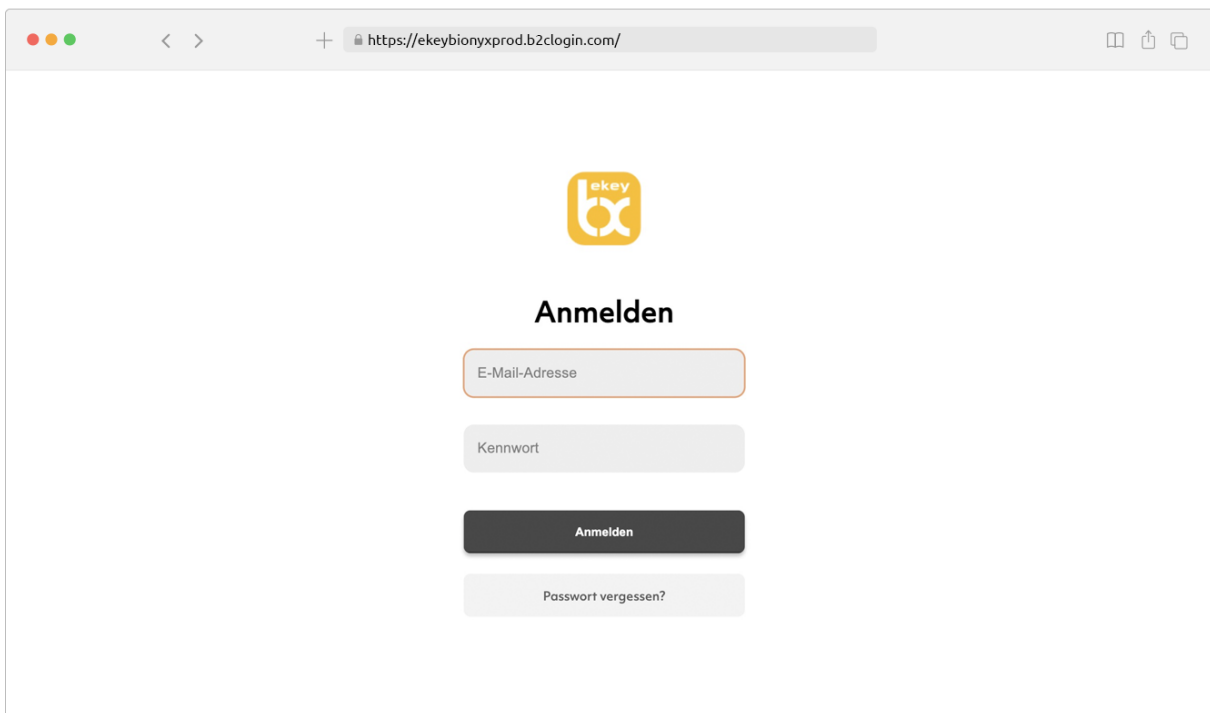 https://ekeybionyxprod.b2clogin.com/
ekey
bx
Anmelden
E-Mail-Adresse
Kennwort
Anmelden
Passwort vergessen?